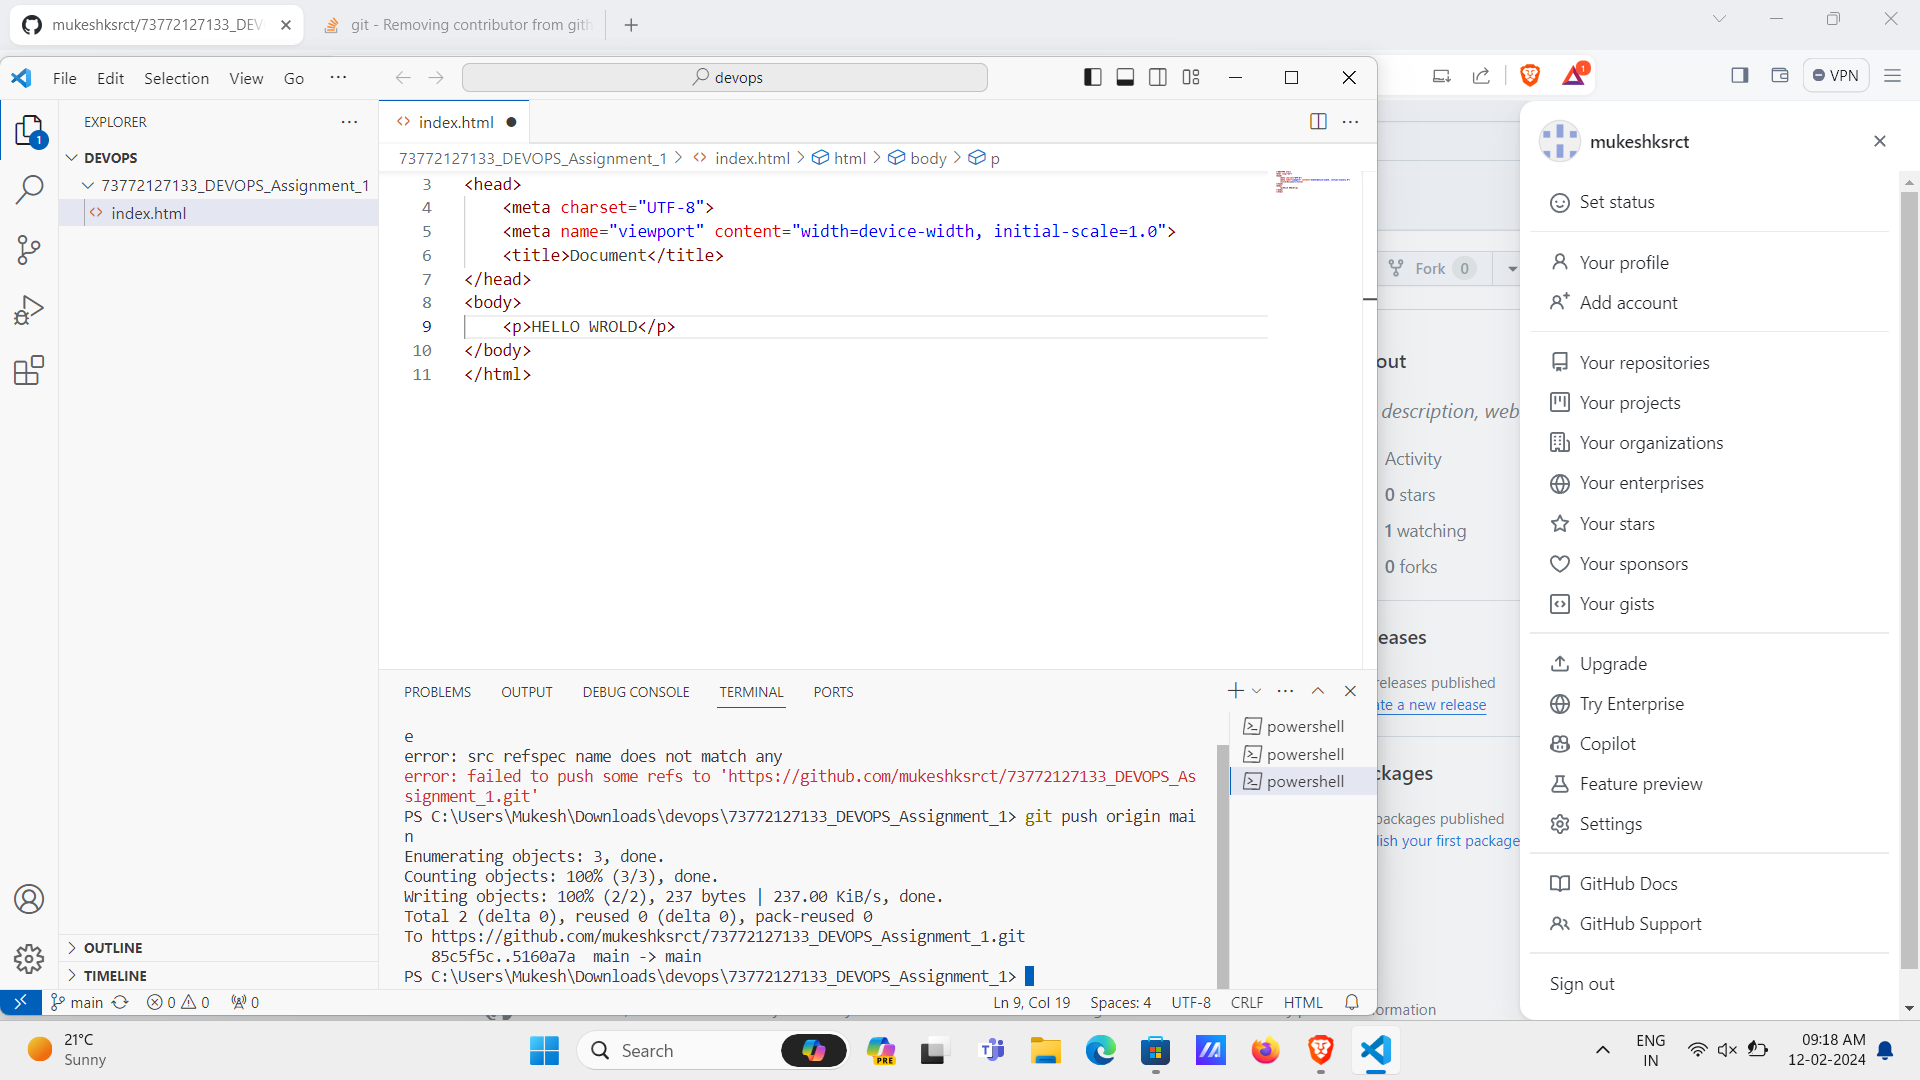 mukeshksrct/73772127133_DEV
git - Removing contributor from gith
File Edit Selection View Go ...
devops
1
VPN
EXPLORER
1
DEVOPS
73772127133_DEVOPS_Assignment_1
index.html
index.html
73772127133_DEVOPS_Assignment_1 > index.html > html > body > p
3 <head>
4 <meta charset="UTF-8">
5 <meta name="viewport" content="width=device-width, initial-scale=1.0">
6 <title>Document</title>
7 </head>
8 <body>
9 <p>HELLO WROLD</p>
10 </body>
11 </html>
PROBLEMS OUTPUT DEBUG CONSOLE TERMINAL PORTS
e
error: src refspec name does not match any
error: failed to push some refs to 'https://github.com/mukeshksrct/73772127133_DEVOPS_As
signment_1.git'
PS C:\Users\Mukesh\Downloads\devops\73772127133_DEVOPS_Assignment_1> git push origin mai
n
Enumerating objects: 3, done.
Counting objects: 100% (3/3), done.
Writing objects: 100% (2/2), 237 bytes | 237.00 KiB/s, done.
Total 2 (delta 0), reused 0 (delta 0), pack-reused 0
To https://github.com/mukeshksrct/73772127133_DEVOPS_Assignment_1.git
85c5f5c..5160a7a main -> main
PS C:\Users\Mukesh\Downloads\devops\73772127133_DEVOPS_Assignment_1>
powershell
powershell
powershell
OUTLINE
TIMELINE
main 0 0 0
Ln 9, Col 19 Spaces: 4 UTF-8 CRLF HTML
Fork 0
out
description, web
Activity
0 stars
1 watching
0 forks
eases
releases published
ate a new release
ckages
packages published
lish your first package
ormation
mukeshksrct
Set status
Your profile
Add account
Your repositories
Your projects
Your organizations
Your enterprises
Your stars
Your sponsors
Your gists
Upgrade
Try Enterprise
Copilot
Feature preview
Settings
GitHub Docs
GitHub Support
Sign out
21°C
Sunny
Search
PRE
ENG
IN
09:18 AM
12-02-2024